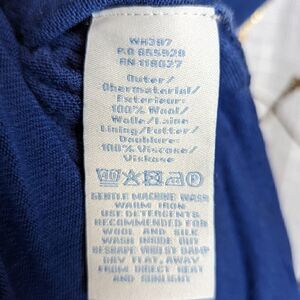 WH387
P.O 655920
RN 118627
Outer/
Obermaterial/
Exterieur:
100% Wool/
Wolle/Laine
Lining/Futter/
Doublure:
100% Viscose/
Viskose
GENTLE MACHINE WASH
WARM IRON
USE DETERGENTS
RECOMMENDED FOR
WOOL AND SILK
WASH INSIDE OUT
RESHAPE WHILST DAMP
DRY FLAT, AWAY
FROM DIRECT HEAT
AND SUNLIGHT